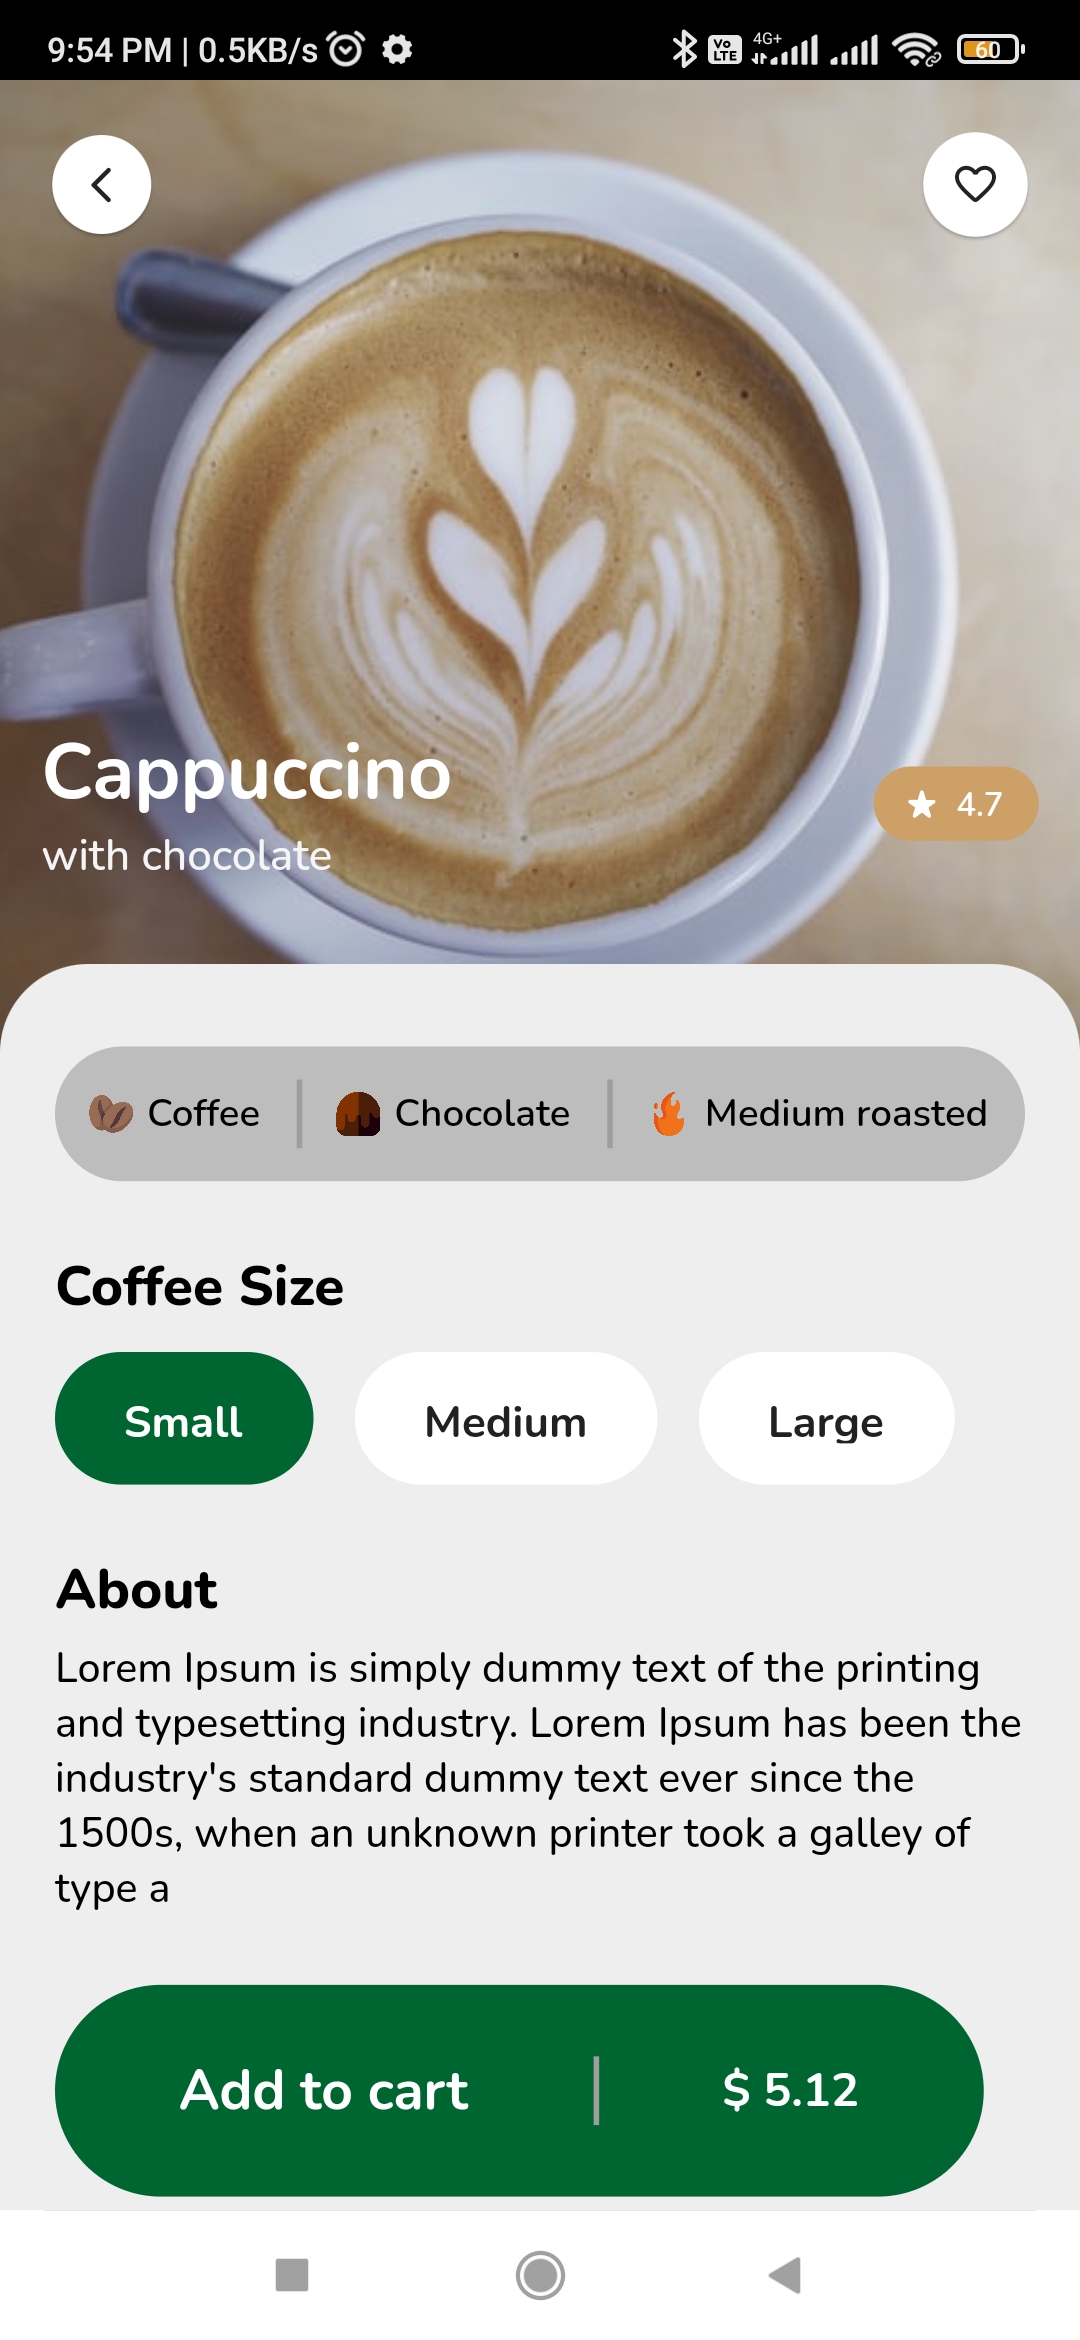 9:54 PM | 0.5KB/s Vo LTE 4G+ 60
Cappuccino
with chocolate
4.7
Coffee Chocolate Medium roasted
Coffee Size
Small Medium Large
About
Lorem Ipsum is simply dummy text of the printing
and typesetting industry. Lorem Ipsum has been the
industry's standard dummy text ever since the
1500s, when an unknown printer took a galley of
type a
Add to cart $ 5.12